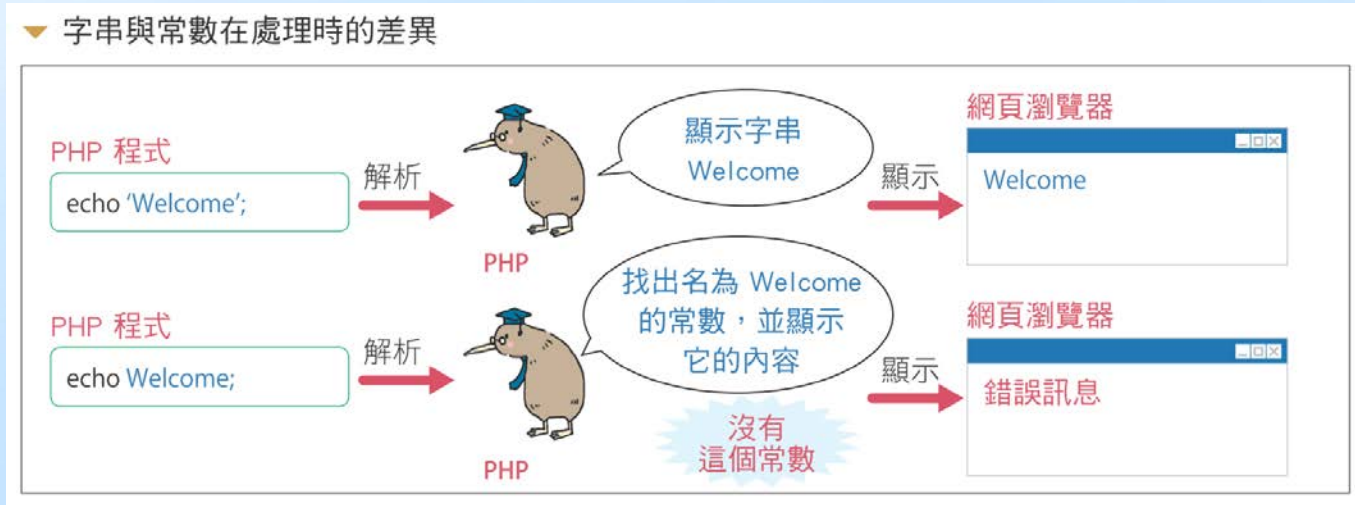 字串與常數在處理時的差異
PHP 程式
echo ‘Welcome’;
解析
PHP
顯示字串
Welcome
顯示
網頁瀏覽器
Welcome
PHP 程式
echo Welcome;
解析
PHP
找出名為 Welcome
的常數，並顯示
它的內容
沒有
這個常數
顯示
網頁瀏覽器
錯誤訊息